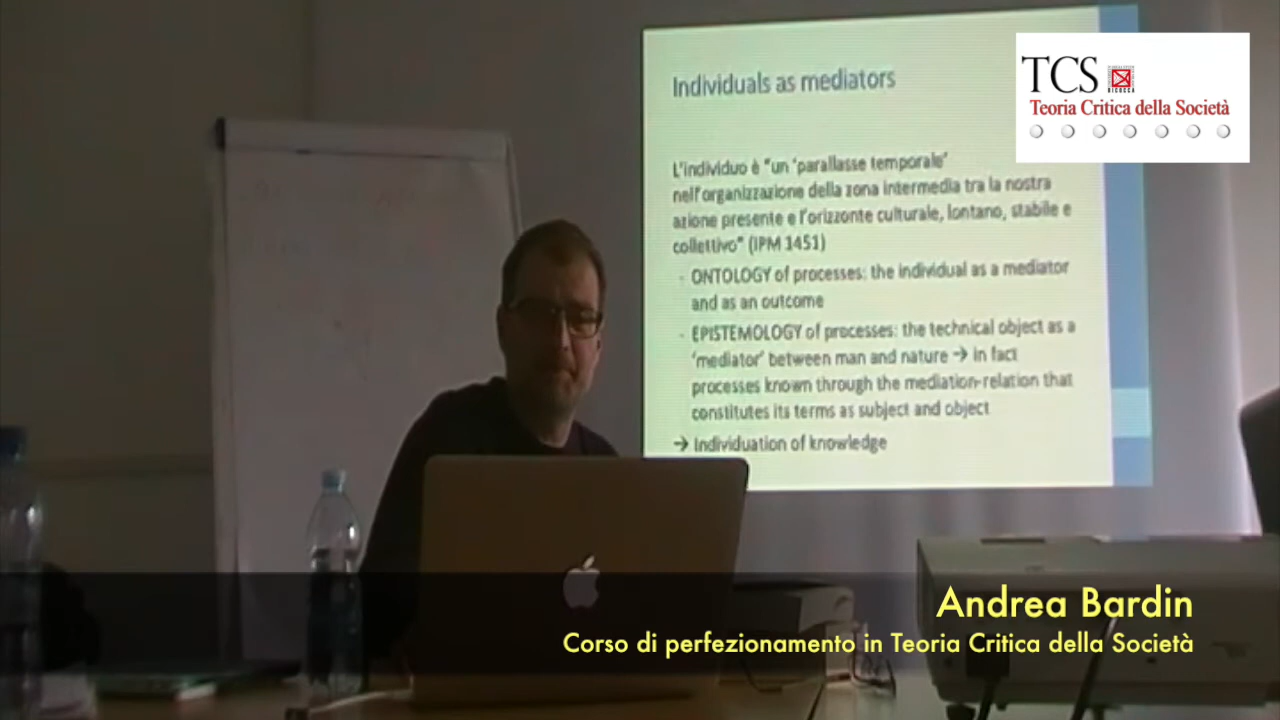 Individuals as mediators
L'individuo è "un 'parallasse temporale'
nell'organizzazione della zona intermedia tra la nostra
azione presente e l'orizzonte culturale, lontano, stabile e
collettivo" (IPM 1451)
- ONTOLOGY of processes: the individual as a mediator
and as an outcome
- EPISTEMOLOGY of processes: the technical object as a
'mediator' between man and nature → in fact
processes known through the mediation-relation that
constitutes its terms as subject and object
→ Individuation of knowledge
TCS
BICOCCA
Teoria Critica della Società
Andrea Bardin
Corso di perfezionamento in Teoria Critica della Società